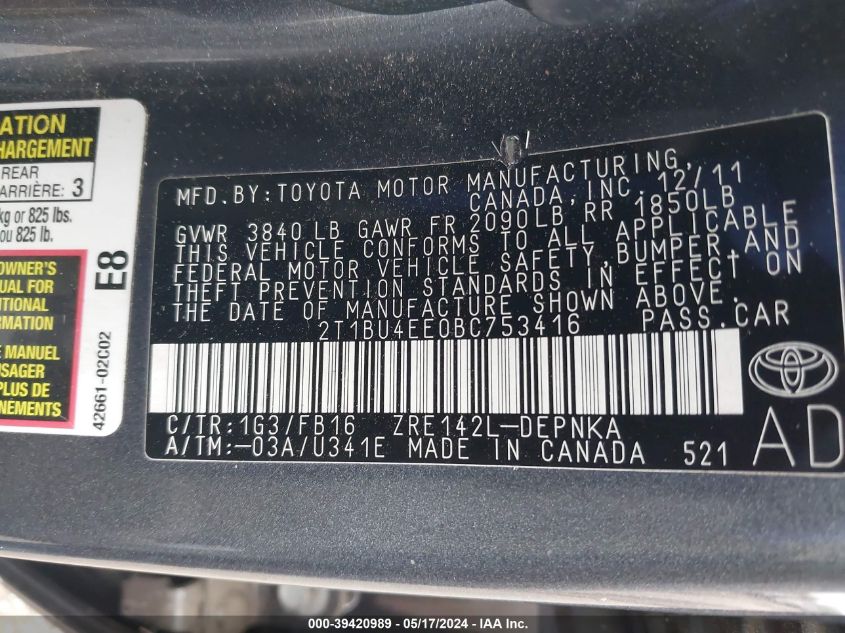 ATION
HARGEMENT
REAR
ARRIÈRE: 3
kg or 825 lbs.
ou 825 lb.
OWNER'S
UAL FOR
ITIONAL
RMATION
E MANUEL
USAGER
PLUS DE
NEMENTS
E8
42661-02C02
MFD.BY:TOYOTA MOTOR MANUFACTURING,
CANADA,INC. 12/11
GVWR 3840 LB GAWR FR 2090LB RR 1850LB
THIS VEHICLE CONFORMS TO ALL APPLICABLE
FEDERAL MOTOR VEHICLE SAFETY,BUMPER AND
THEFT PREVENTION STANDARDS IN EFFECT ON
THE DATE OF MANUFACTURE SHOWN ABOVE.
2T1BU4EE0BC753416 PASS.CAR
C/TR:1G3/FB16 ZRE142L-DEPNKA
A/TM:-03A/U341E MADE IN CANADA 521
AD
000-39420989 - 05/17/2024 - IAA Inc.